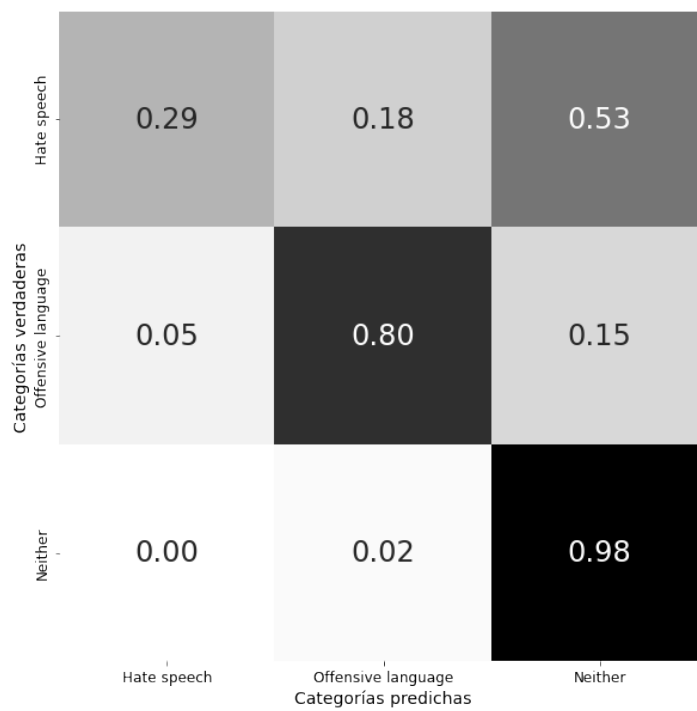 Categorías verdaderas
Hate speech
0.29 0.18 0.53
Offensive language
0.05 0.80 0.15
Neither
0.00 0.02 0.98
Hate speech Offensive language Neither
Categorías predichas